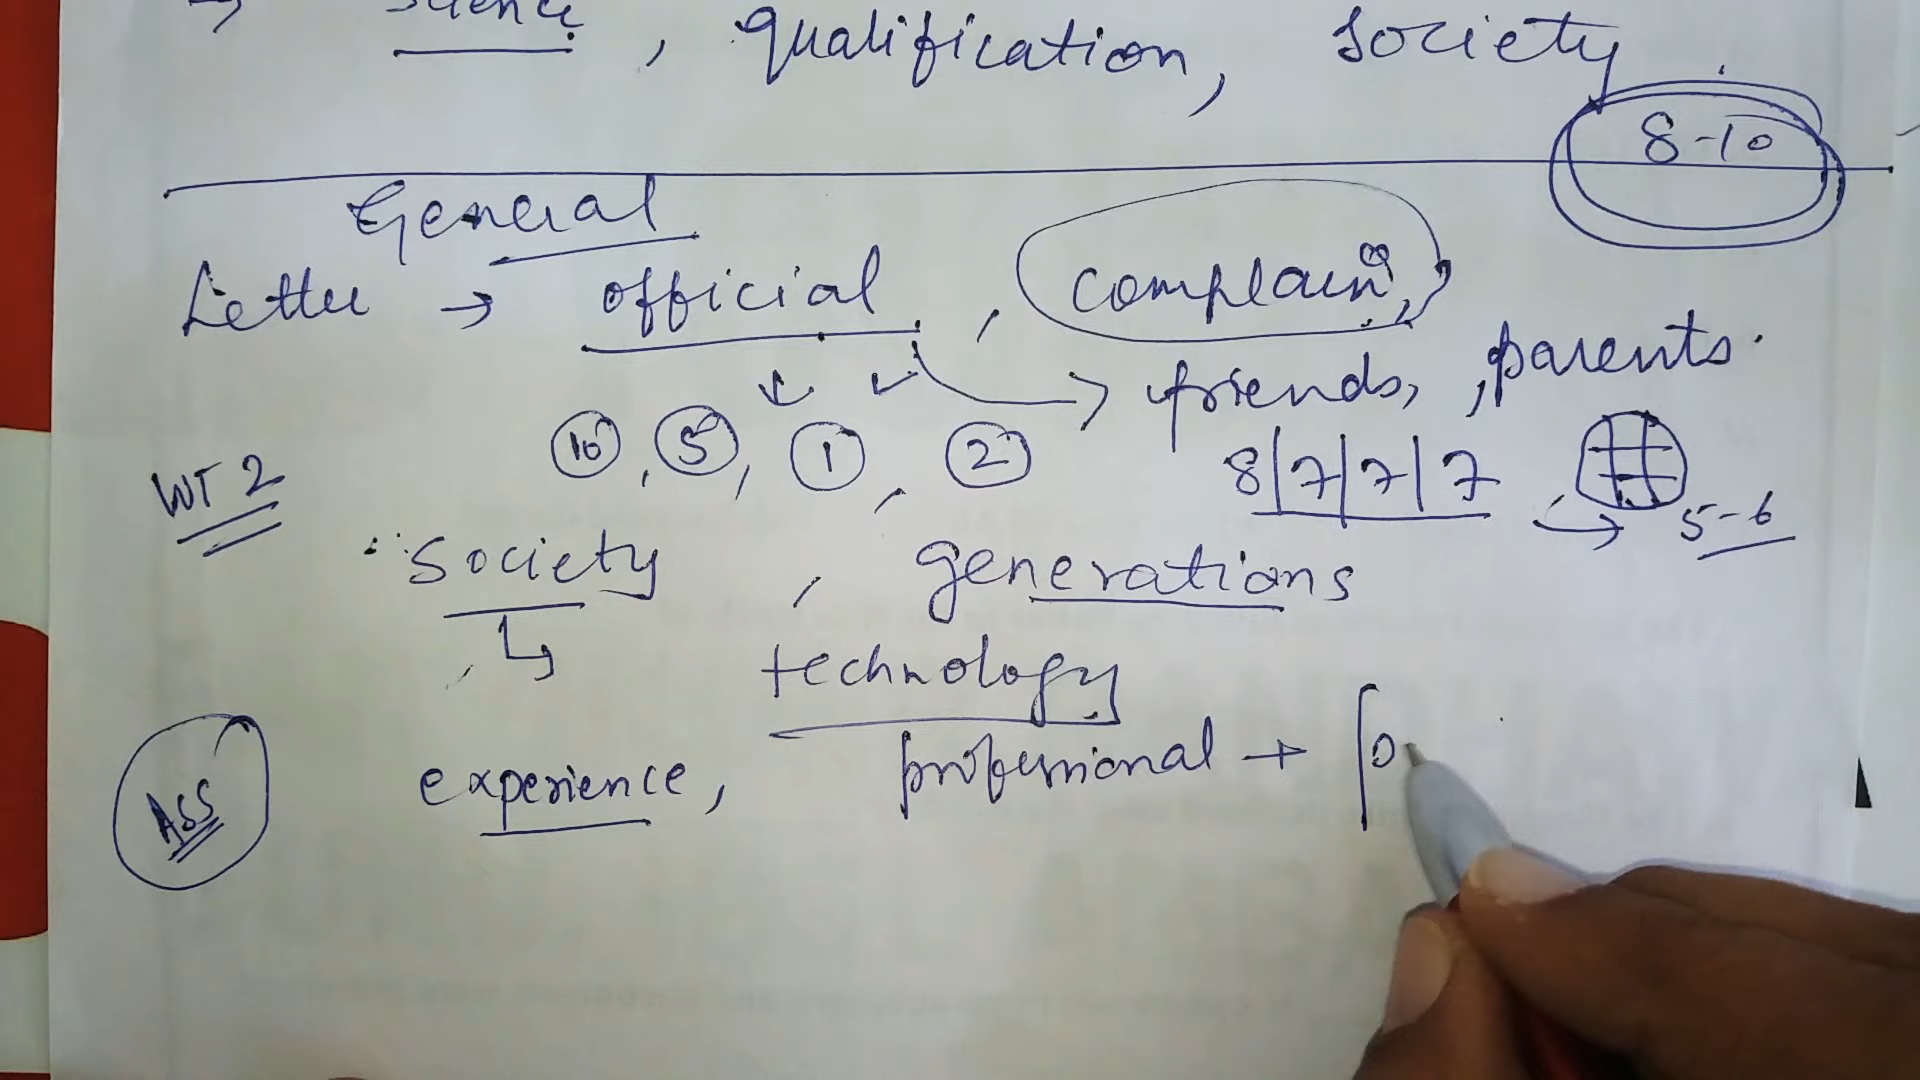 → science, qualification, society
8-10
General
Letter → official, complain,
→ friends, parents.
10, 5, 1, 2
8|7|7|7 → 5-6
WT 2
Society, generations
technology
Ass experience, professional →